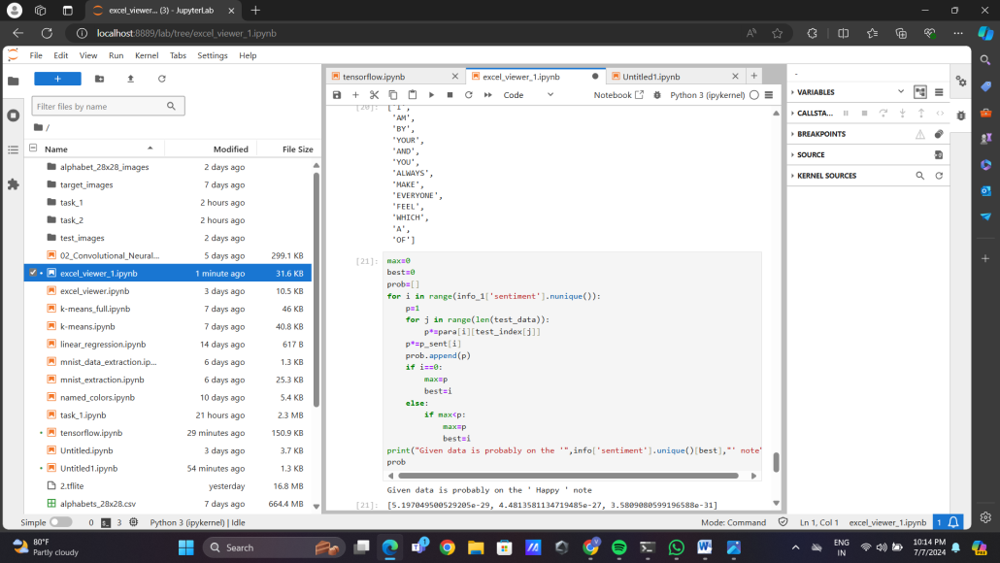 excel_viewer... (3) - JupyterLab
localhost:8889/lab/tree/excel_viewer_1.ipynb
File Edit View Run Kernel Tabs Settings Help
+
Filter files by name
/
Name Modified File Size
alphabet_28x28_images 2 days ago
target_images 7 days ago
task_1 2 hours ago
task_2 2 hours ago
test_images 2 days ago
02_Convolutional_Neural... 5 days ago 299.1 KB
excel_viewer_1.ipynb 1 minute ago 31.6 KB
excel_viewer.ipynb 3 days ago 10.5 KB
k-means_full.ipynb 7 days ago 46 KB
k-means.ipynb 7 days ago 40.8 KB
linear_regression.ipynb 14 days ago 617 B
mnist_data_extraction.ip... 6 days ago 1.3 KB
mnist_extraction.ipynb 6 days ago 25.3 KB
named_colors.ipynb 10 days ago 5.4 KB
task_1.ipynb 21 hours ago 2.3 MB
tensorflow.ipynb 29 minutes ago 150.9 KB
Untitled.ipynb 3 days ago 3.7 KB
Untitled1.ipynb 54 minutes ago 1.3 KB
2.tflite yesterday 16.8 MB
alphabets_28x28.csv 7 days ago 664.4 MB
tensorflow.ipynb excel_viewer_1.ipynb Untitled1.ipynb
Code Notebook Python 3 (ipykernel)
[20]: ['I',
'AM',
'BY',
'YOUR',
'AND',
'YOU',
'ALWAYS',
'MAKE',
'EVERYONE',
'FEEL',
'WHICH',
'A',
'OF']
[21]: max=0
best=0
prob=[]
for i in range(info_1['sentiment'].nunique()):
p=1
for j in range(len(test_data)):
p*=para[i][test_index[j]]
p*=p_sent[i]
prob.append(p)
if i==0:
max=p
best=i
else:
if max<p:
max=p
best=i
print("Given data is probably on the '",info['sentiment'].unique()[best],"' note'
prob
Given data is probably on the ' Happy ' note
[21]: [5.197049500529205e-29, 4.4813581134719485e-27, 3.5809080599196588e-31]
VARIABLES
CALLSTA...
BREAKPOINTS
SOURCE
KERNEL SOURCES
Simple 0 3 Python 3 (ipykernel) | Idle Mode: Command Ln 1, Col 1 excel_viewer_1.ipynb 1
80°F
Partly cloudy
Search
ENG
IN
10:14 PM
7/7/2024